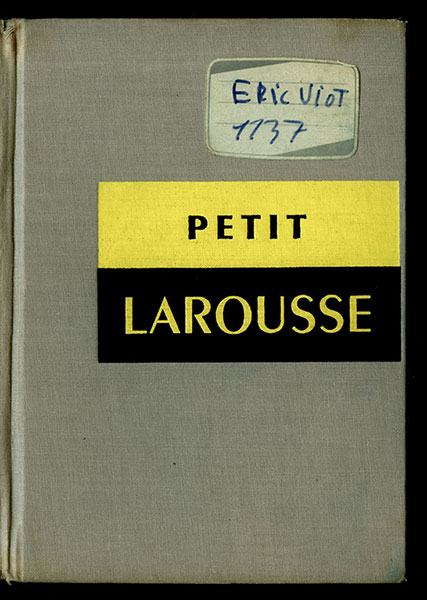 Eric Viot
1137
PETIT
LAROUSSE